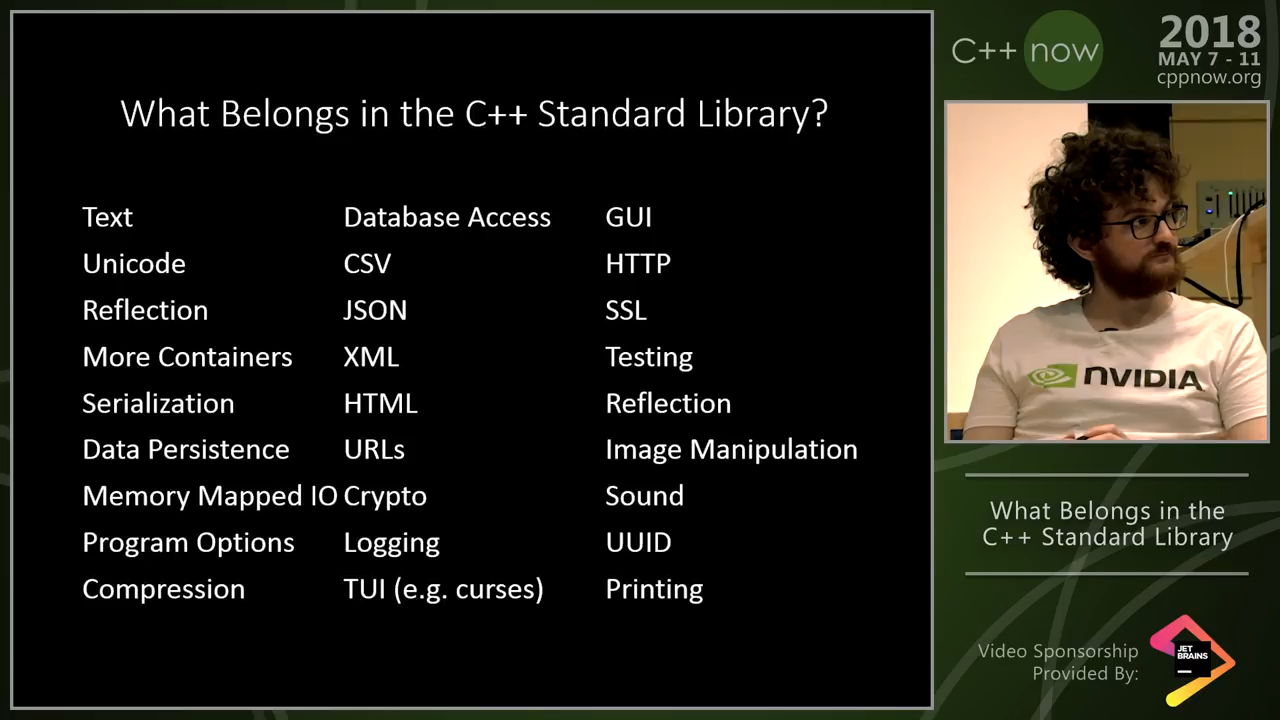 What Belongs in the C++ Standard Library?
Text
Unicode
Reflection
More Containers
Serialization
Data Persistence
Memory Mapped IO
Program Options
Compression
Database Access
CSV
JSON
XML
HTML
URLs
Crypto
Logging
TUI (e.g. curses)
GUI
HTTP
SSL
Testing
Reflection
Image Manipulation
Sound
UUID
Printing
C++ now
2018
MAY 7 - 11
cppnow.org
NVIDIA
What Belongs in the
C++ Standard Library
Video Sponsorship
Provided By:
JET
BRAINS